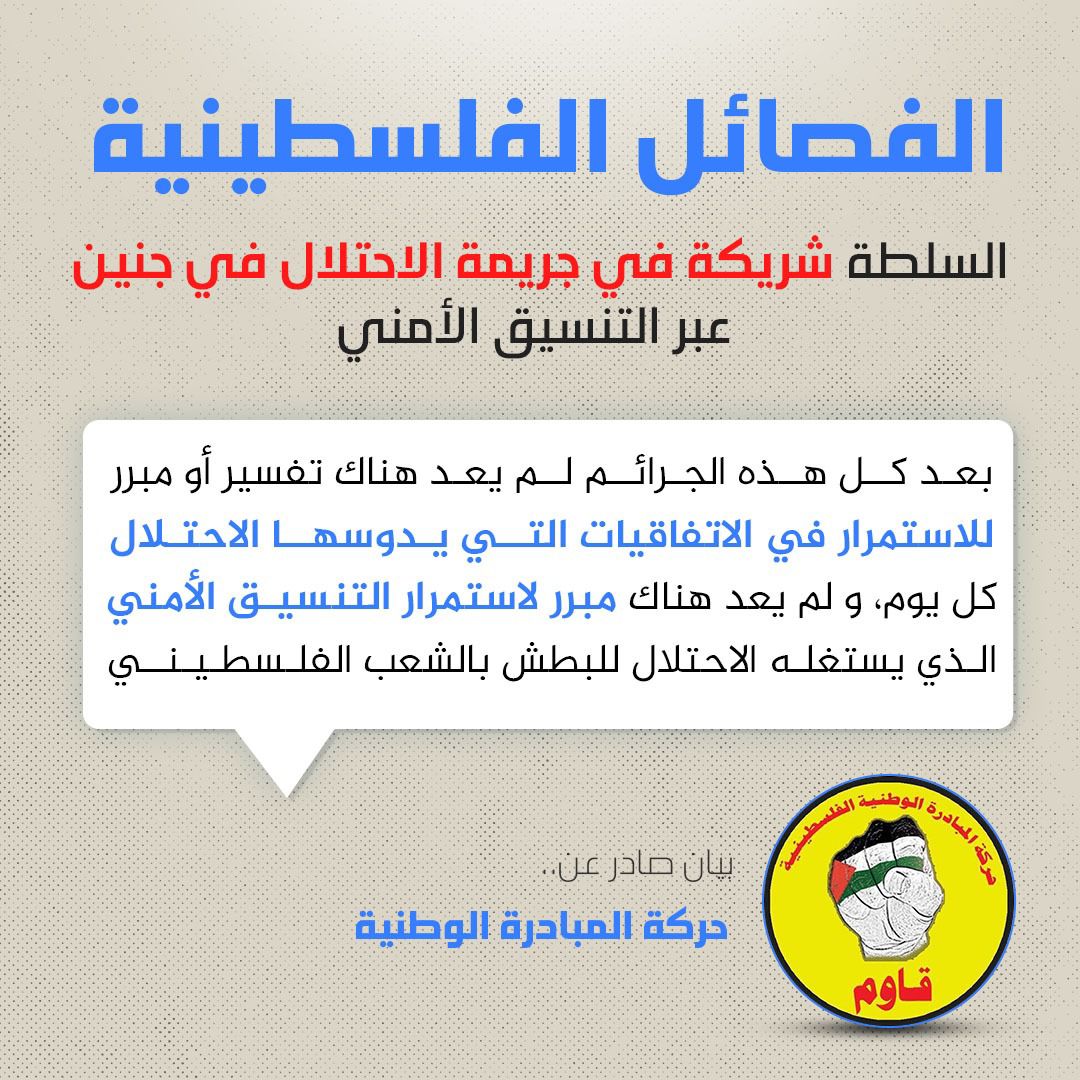 الفصائل الفلسطينية
السلطة شريكة في جريمة الاحتلال في جنين
عبر التنسيق الأمني
بعد كل هذه الجرائم لم يعد هناك تفسير أو مبرر
للاستمرار في الاتفاقيات التي يدوسها الاحتلال
كل يوم، و لم يعد هناك مبرر لاستمرار التنسيق الأمني
الذي يستغله الاحتلال للبطش بالشعب الفلسطيني
حركة المبادرة الوطنية الفلسطينية
قاوم
بيان صادر عن..
حركة المبادرة الوطنية